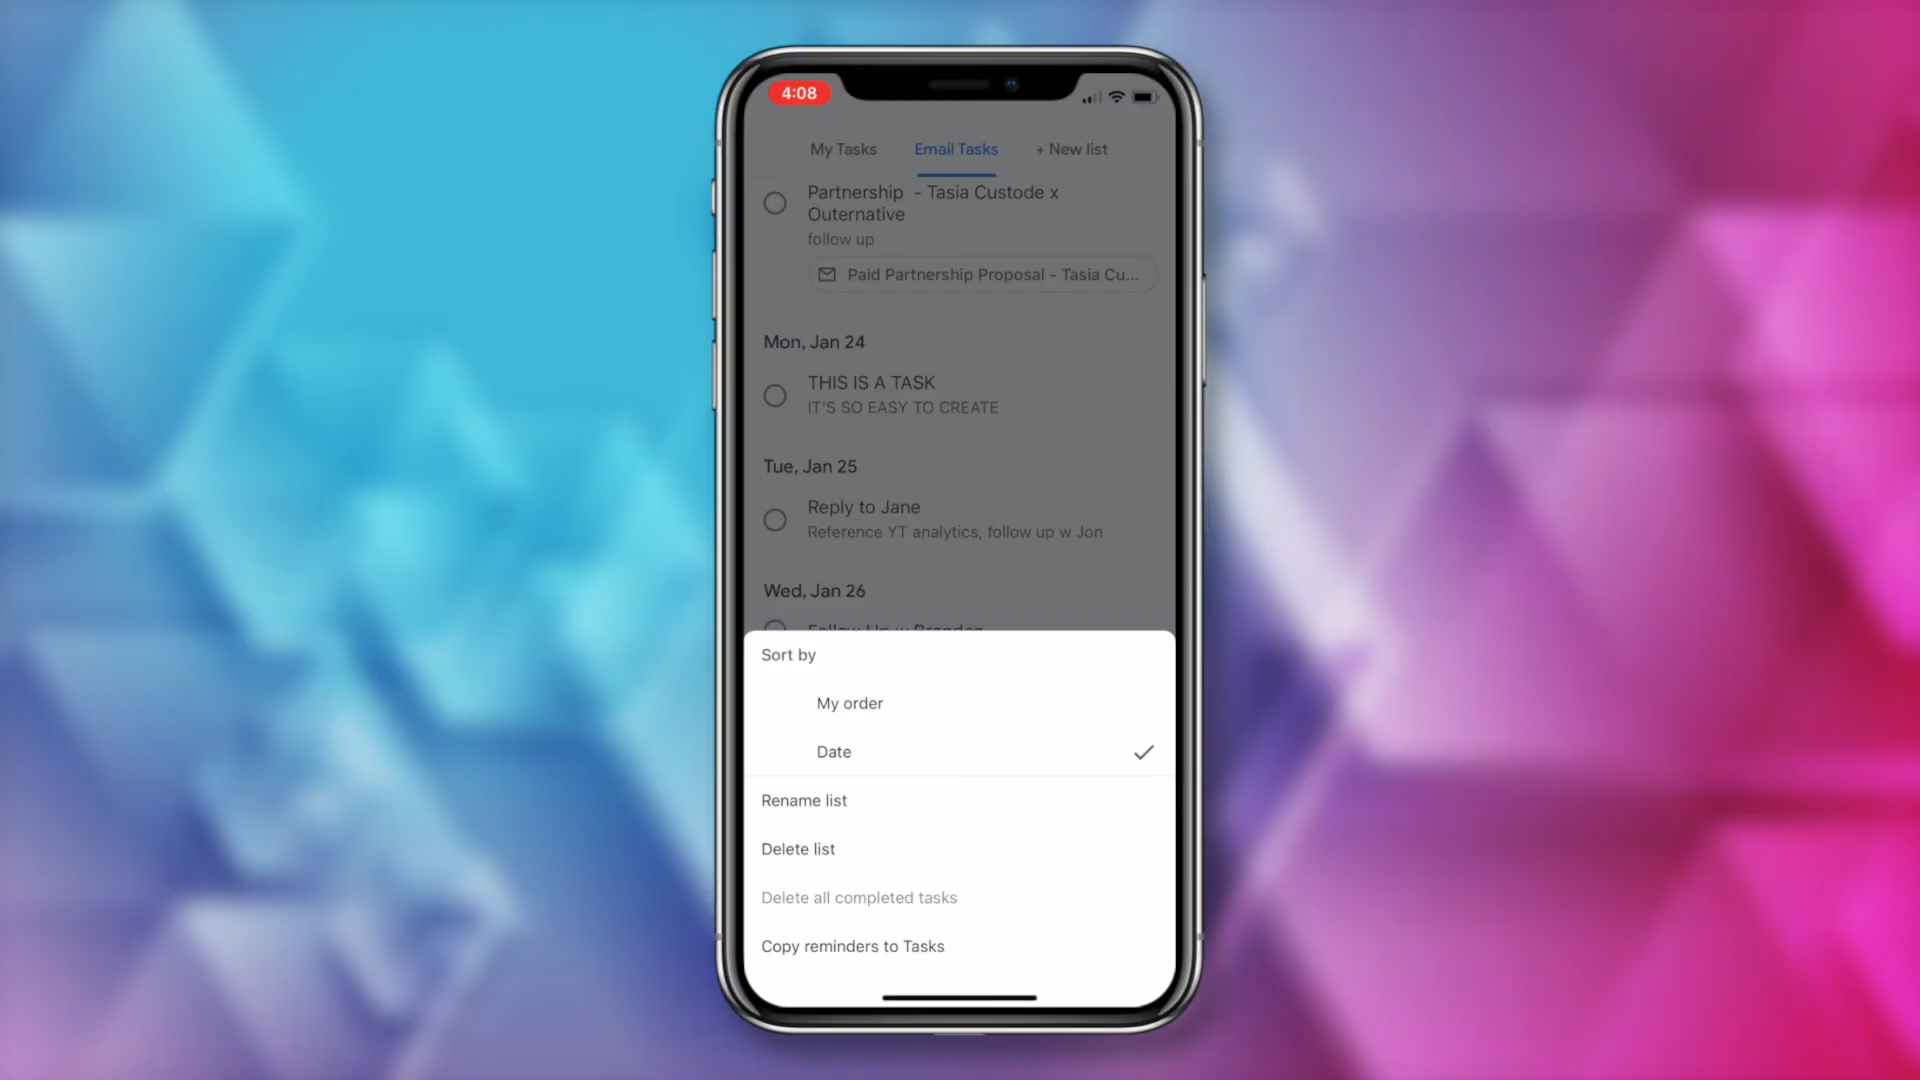 4:08
My Tasks Email Tasks + New list
Partnership - Tasia Custode x
Outernative
follow up
Paid Partnership Proposal - Tasia Cu...
Mon, Jan 24
THIS IS A TASK
IT'S SO EASY TO CREATE
Tue, Jan 25
Reply to Jane
Reference YT analytics, follow up w Jon
Wed, Jan 26
Follow Up w Brandon
Sort by
My order
Date
Rename list
Delete list
Delete all completed tasks
Copy reminders to Tasks